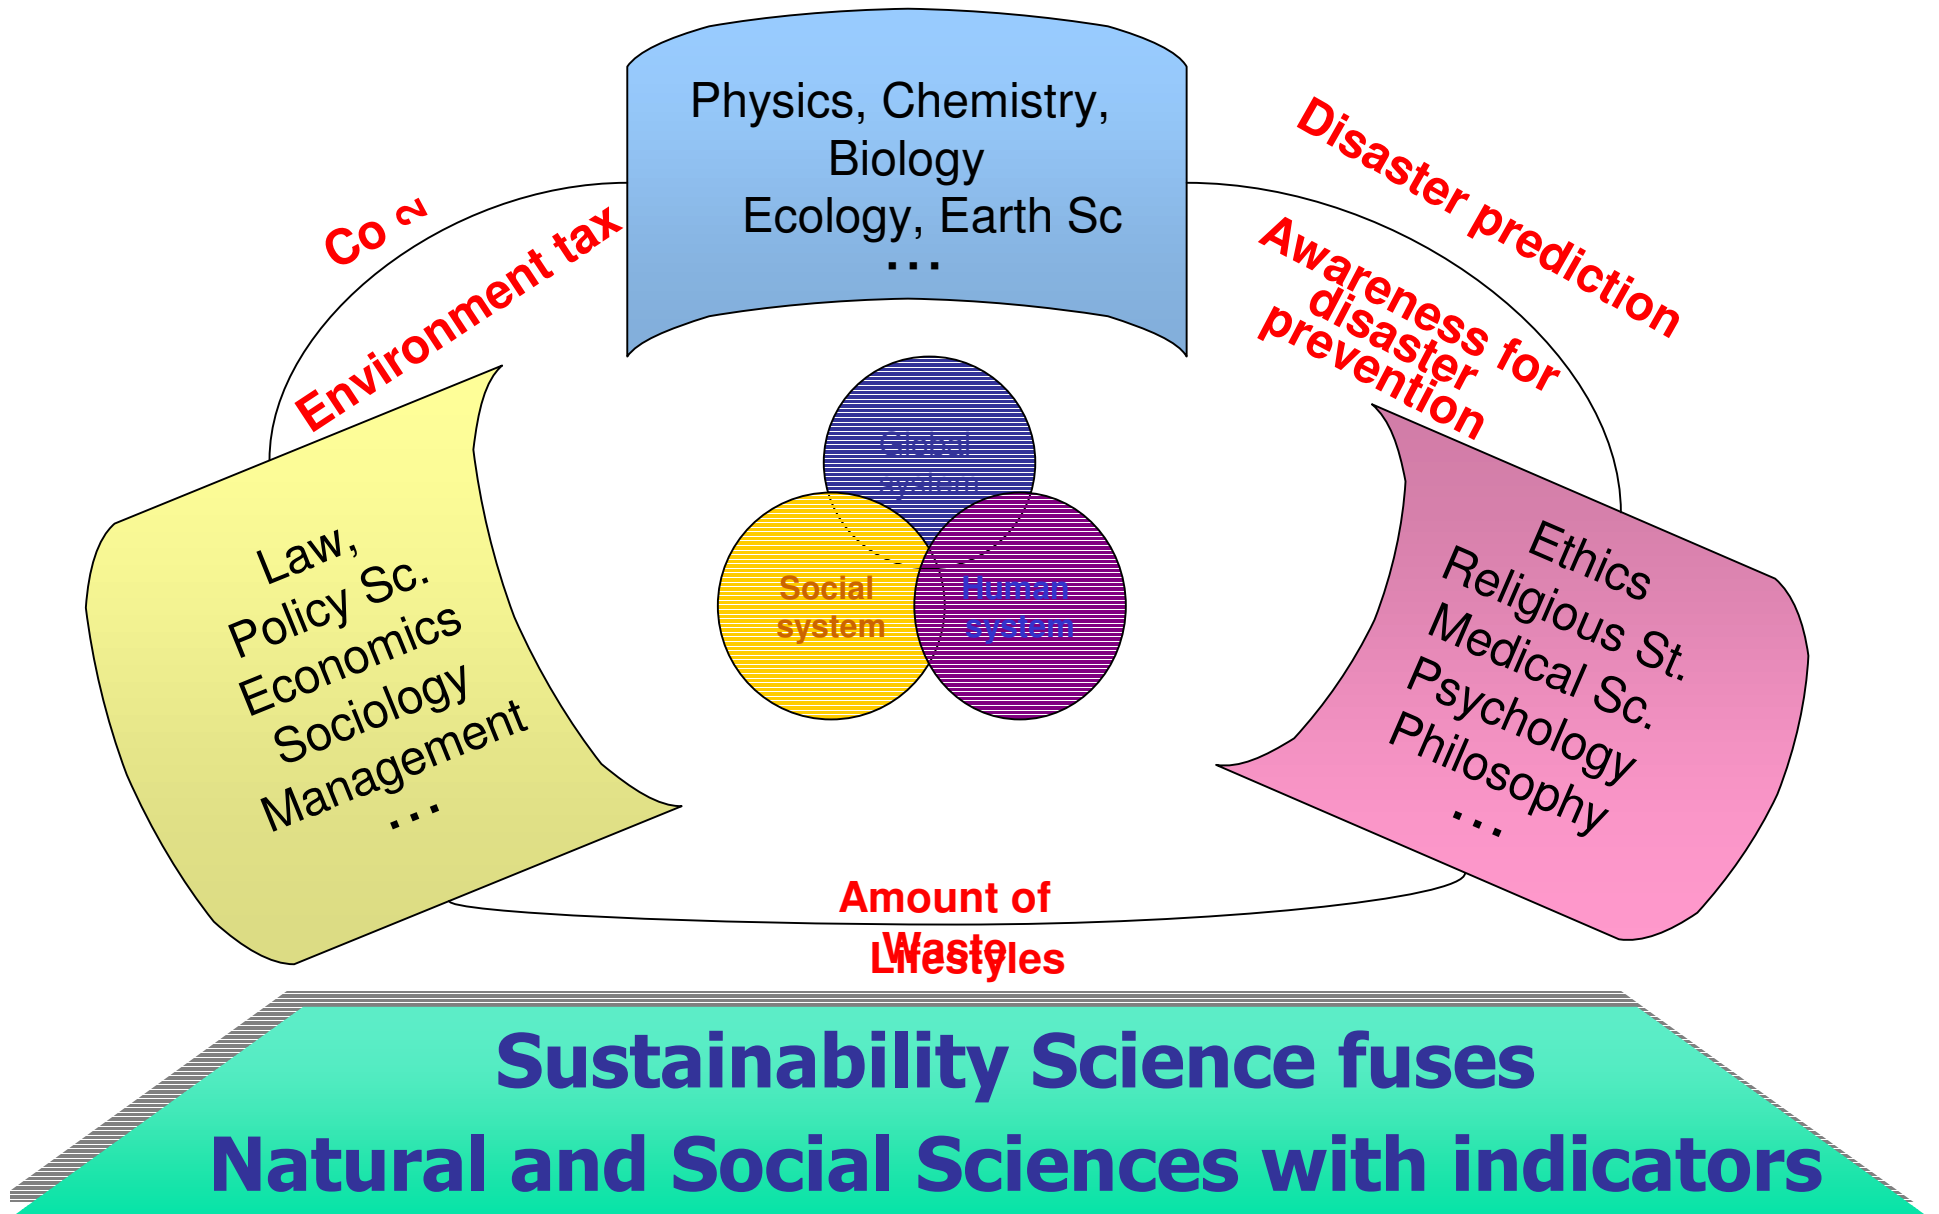 Physics, Chemistry,
Biology
Ecology, Earth Sc
…
Co 2
Environment tax
Disaster prediction
Awareness for
disaster
prevention
Global
system
Social
system
Human
system
Law,
Policy Sc.
Economics
Sociology
Management
…
Ethics
Religious St.
Medical Sc.
Psychology
Philosophy
…
Amount of
Waste
Lifestyles
Sustainability Science fuses
Natural and Social Sciences with indicators